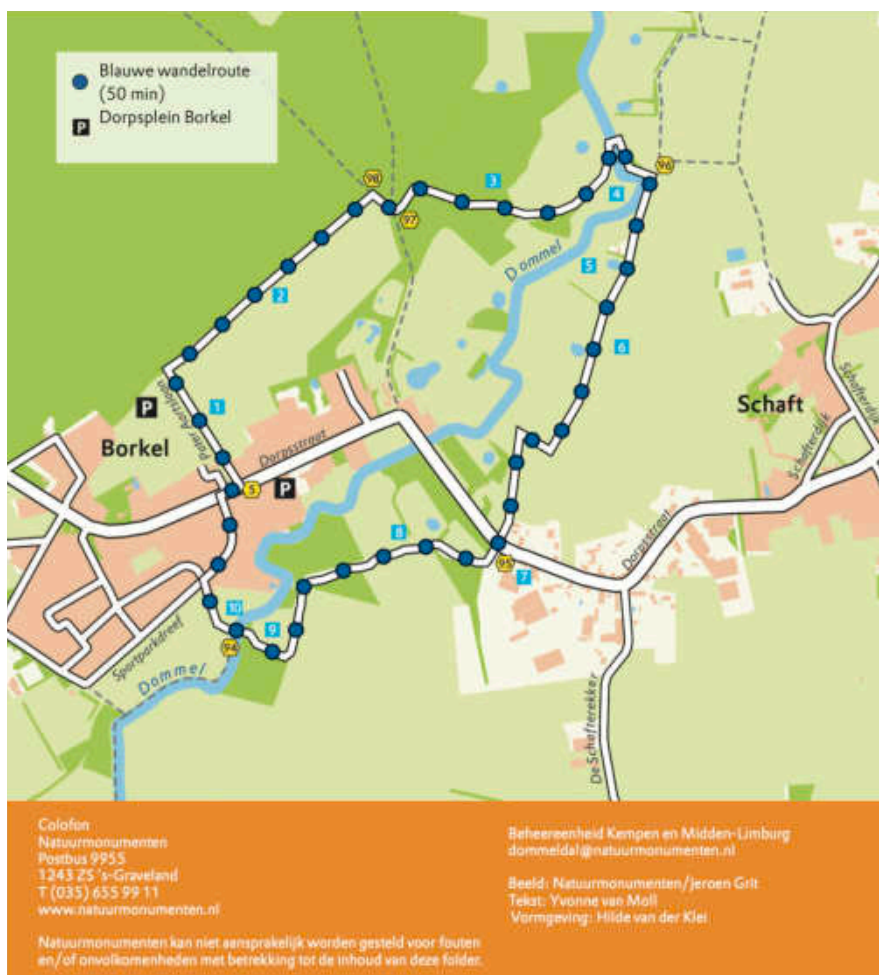 Blauwe wandelroute
(50 min)
P Dorpsplein Borkel
98
97
3
96
4
Dommel
5
2
6
P
1
Pater Aartslaan
Borkel
Dorpsstraat
5
P
Schaft
Schafterdijk
Schafterdijk
Dorpsstraat
8
95
7
10
94
9
Sportparkdreef
Dommel
De Schafterekker
Colofon
Natuurmonumenten
Postbus 9955
1243 ZS 's-Graveland
T (035) 655 99 11
www.natuurmonumenten.nl
Natuurmonumenten kan niet aansprakelijk worden gesteld voor fouten
en/of onvolkomenheden met betrekking tot de inhoud van deze folder.
Beheereenheid Kempen en Midden-Limburg
dommeldal@natuurmonumenten.nl
Beeld: Natuurmonumenten/Jeroen Grit
Tekst: Yvonne van Moll
Vormgeving: Hilde van der Klei